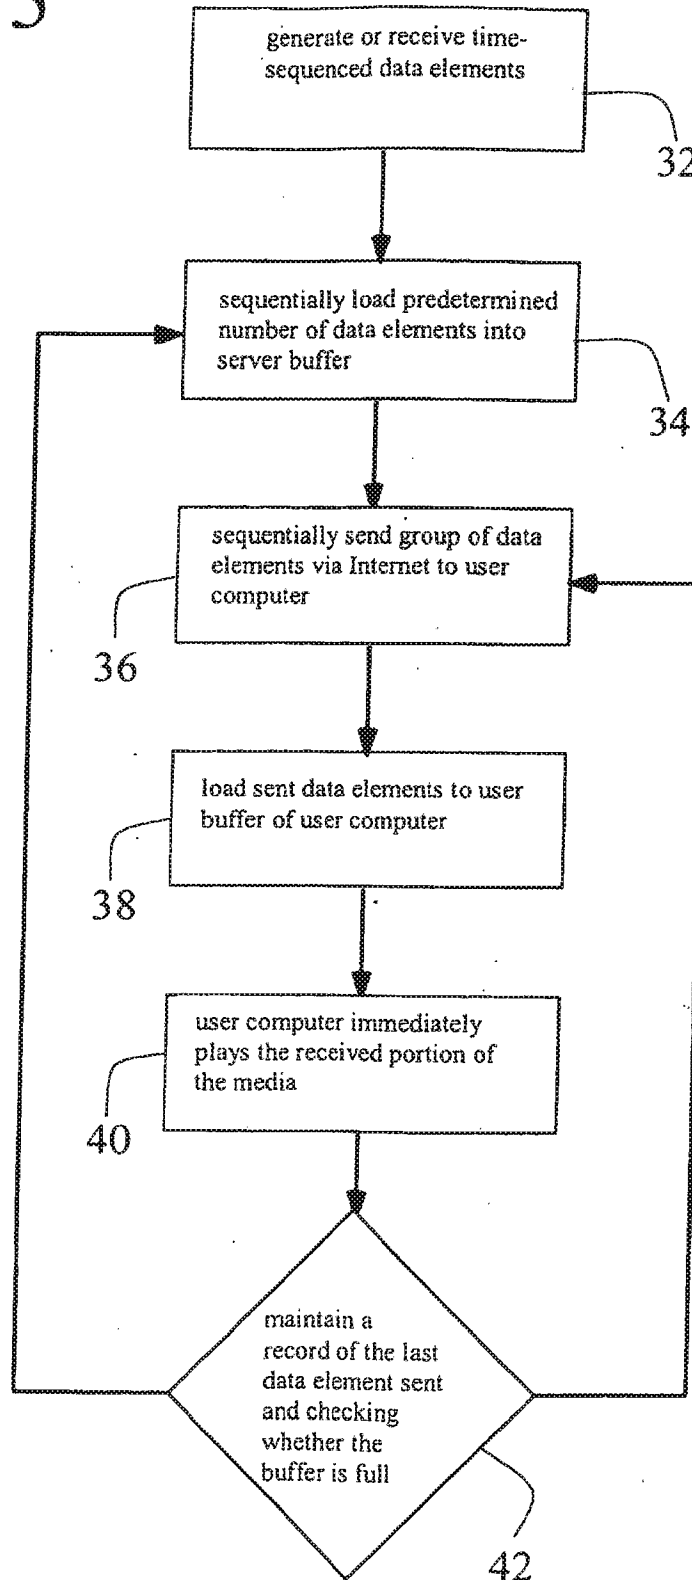 3
generate or receive time-
sequenced data elements
32
sequentially load predetermined
number of data elements into
server buffer
34
sequentially send group of data
elements via Internet to user
computer
36
load sent data elements to user
buffer of user computer
38
user computer immediately
plays the received portion of
the media
40
maintain a
record of the last
data element sent
and checking
whether the
buffer is full
42